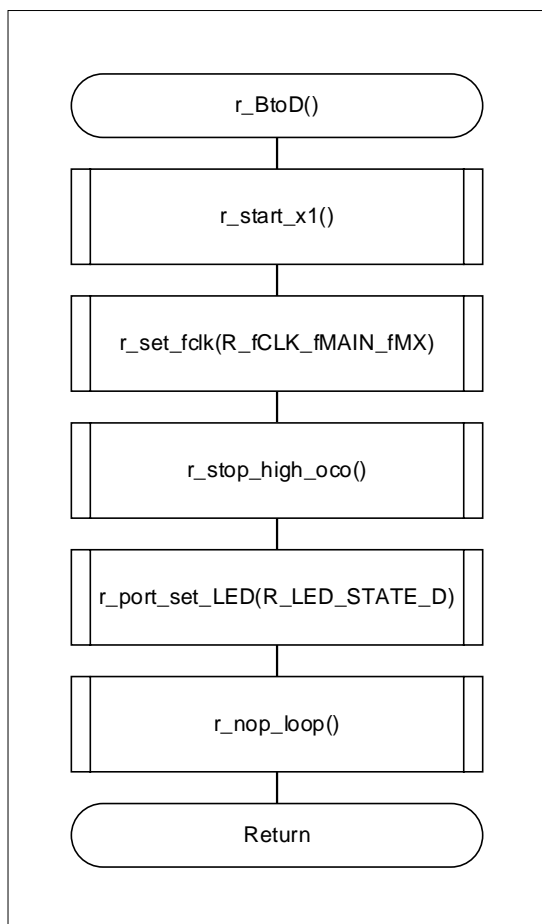 r_BtoD()
r_start_x1()
r_set_fclk(R_fCLK_fMAIN_fMX)
r_stop_high_oco()
r_port_set_LED(R_LED_STATE_D)
r_nop_loop()
Return